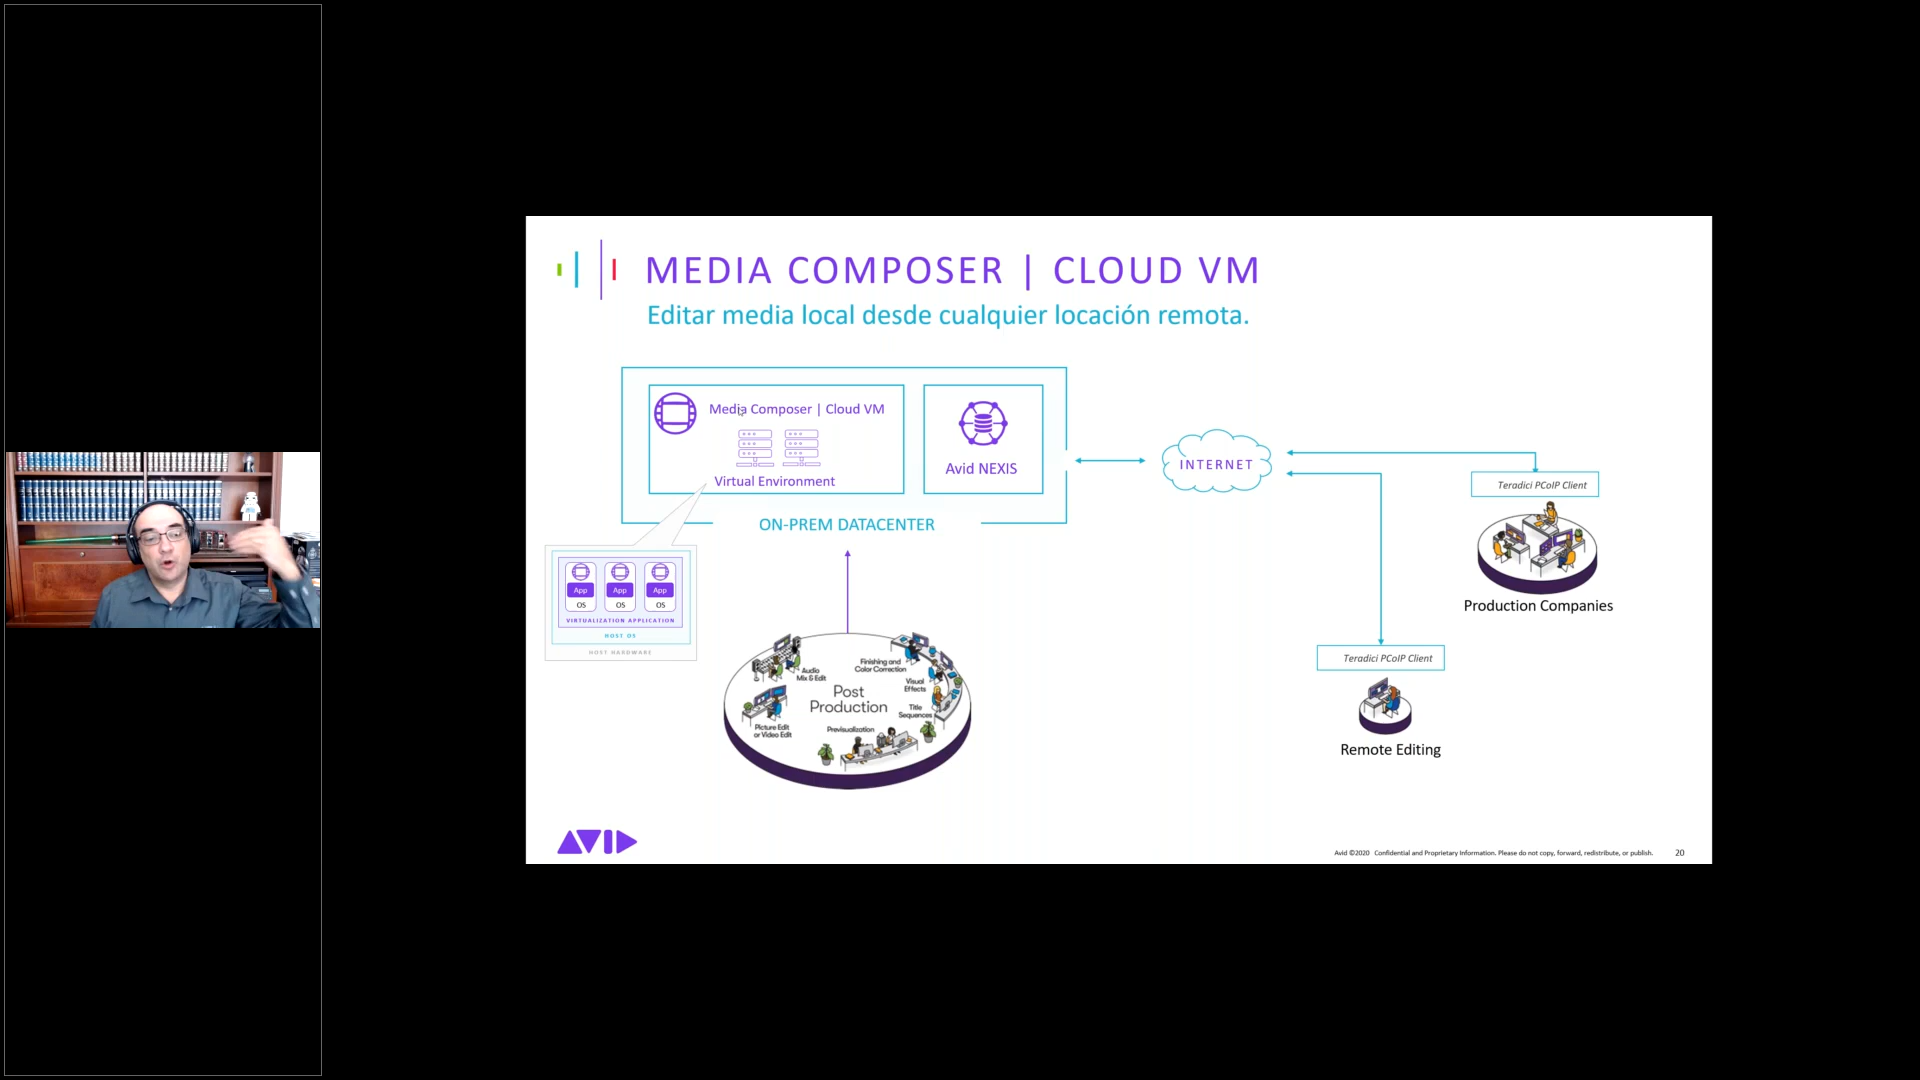 MEDIA COMPOSER | CLOUD VM
Editar media local desde cualquier locación remota.
Media Composer | Cloud VM
Virtual Environment
Avid NEXIS
ON-PREM DATACENTER
INTERNET
Teradici PCoIP Client
Production Companies
Teradici PCoIP Client
Remote Editing
App
App
App
OS
OS
OS
VIRTUALIZATION APPLICATION
HOST OS
HOST HARDWARE
Audio
Mix & Edit
Finishing and
Color Correction
Visual
Effects
Title
Sequences
Post
Production
Picture Edit
or Video Edit
Previsualization
AVID
Avid ©2020 Confidential and Proprietary Information. Please do not copy, forward, redistribute, or publish.
20